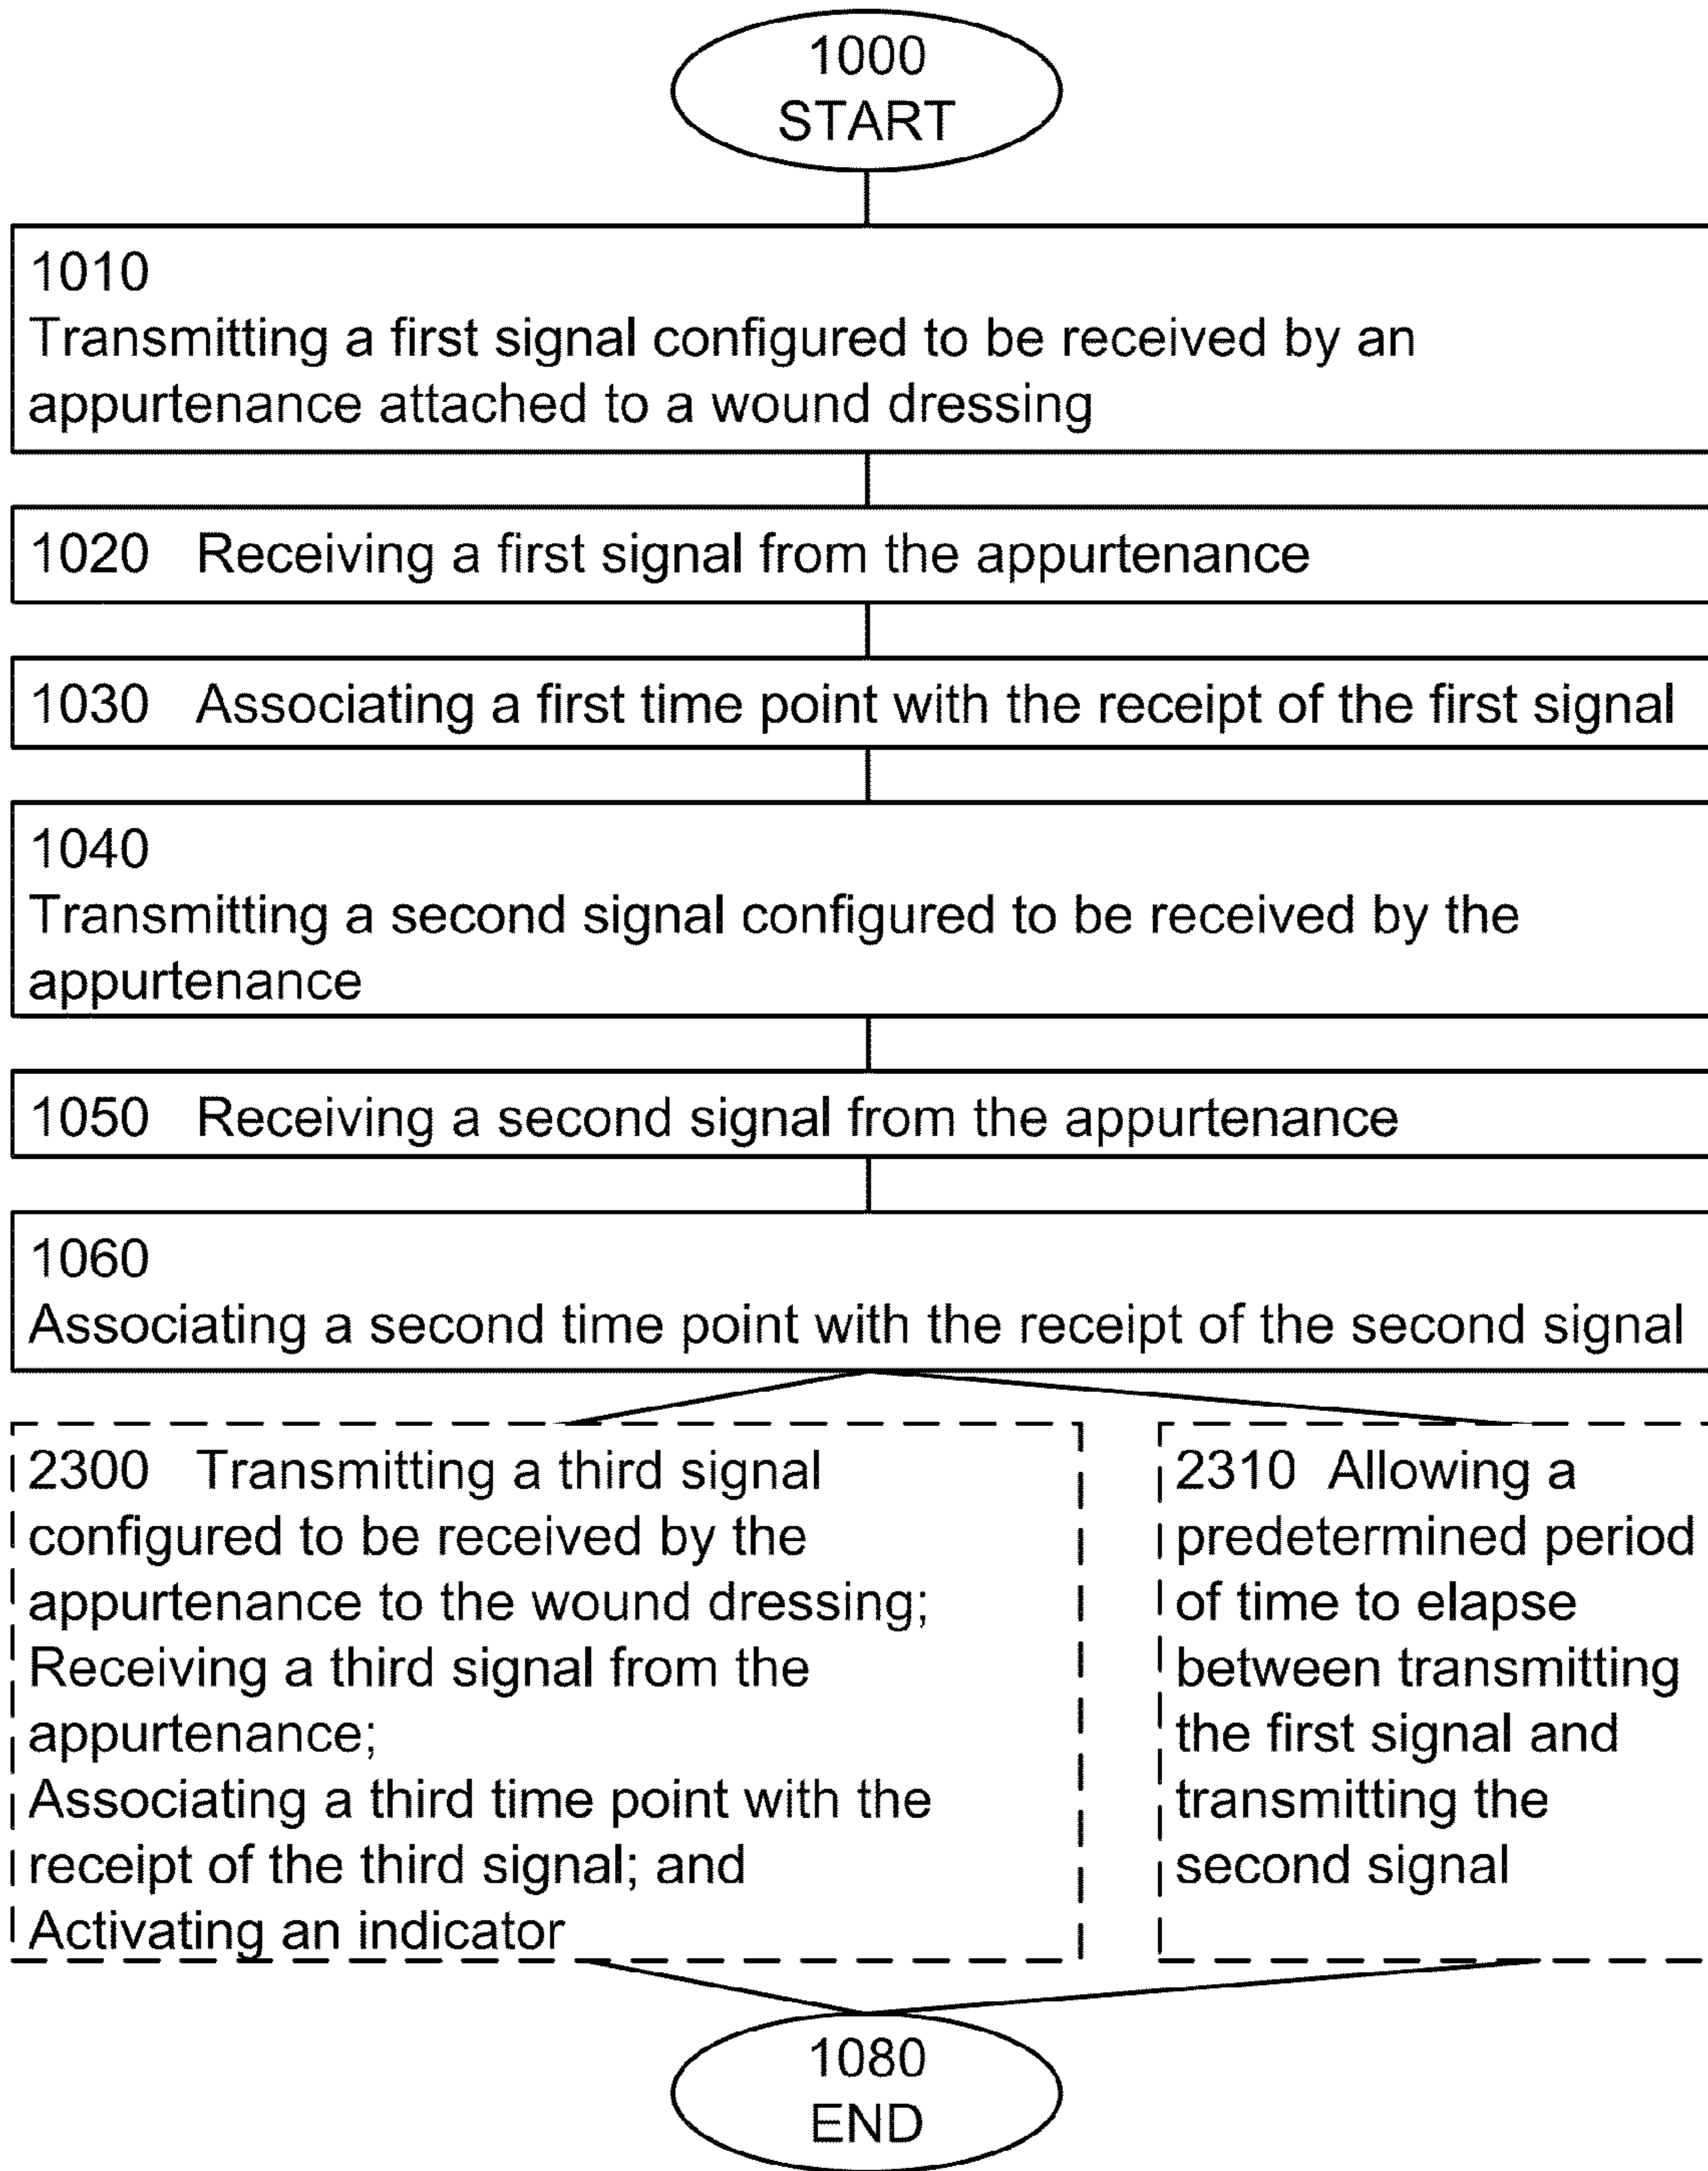 1000
START
1010
Transmitting a first signal configured to be received by an
appurtenance attached to a wound dressing
1020 Receiving a first signal from the appurtenance
1030 Associating a first time point with the receipt of the first signal
1040
Transmitting a second signal configured to be received by the
appurtenance
1050 Receiving a second signal from the appurtenance
1060
Associating a second time point with the receipt of the second signal
2300 Transmitting a third signal
configured to be received by the
appurtenance to the wound dressing;
Receiving a third signal from the
appurtenance;
Associating a third time point with the
receipt of the third signal; and
Activating an indicator
2310 Allowing a
predetermined period
of time to elapse
between transmitting
the first signal and
transmitting the
second signal
1080
END